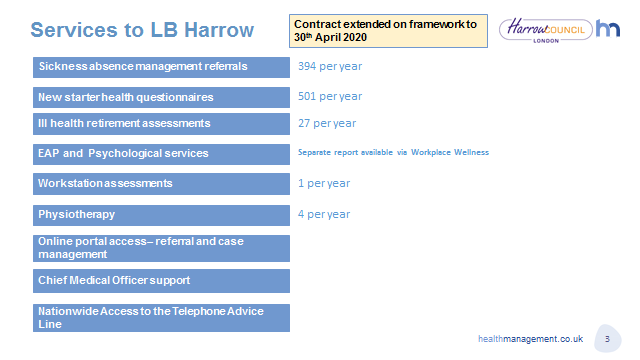 Services to LB Harrow
Contract extended on framework to
30th April 2020
HarrowCOUNCIL
LONDON
hm
Sickness absence management referrals
394 per year
New starter health questionnaires
501 per year
Ill health retirement assessments
27 per year
EAP and Psychological services
Separate report available via Workplace Wellness
Workstation assessments
1 per year
Physiotherapy
4 per year
Online portal access– referral and case
management
Chief Medical Officer support
Nationwide Access to the Telephone Advice
Line
healthmanagement.co.uk
3